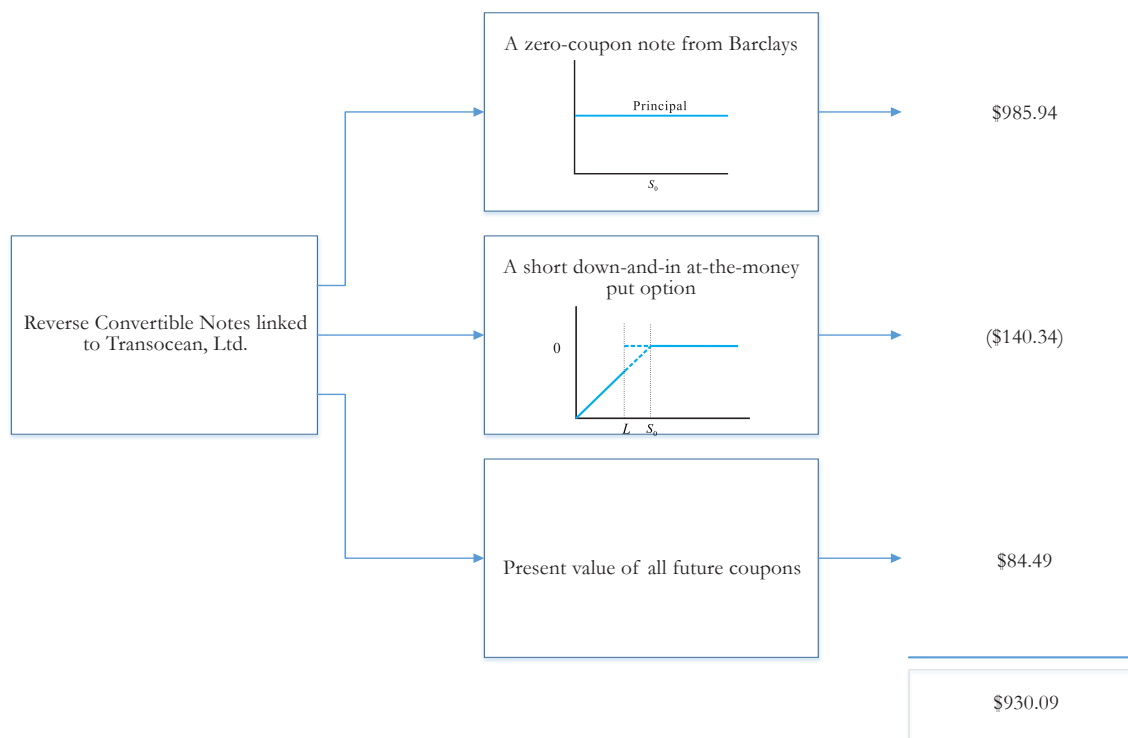 A zero-coupon note from Barclays
Principal
S₀
$985.94
Reverse Convertible Notes linked
to Transocean, Ltd.
A short down-and-in at-the-money
put option
0
L S₀
($140.34)
Present value of all future coupons
$84.49
$930.09